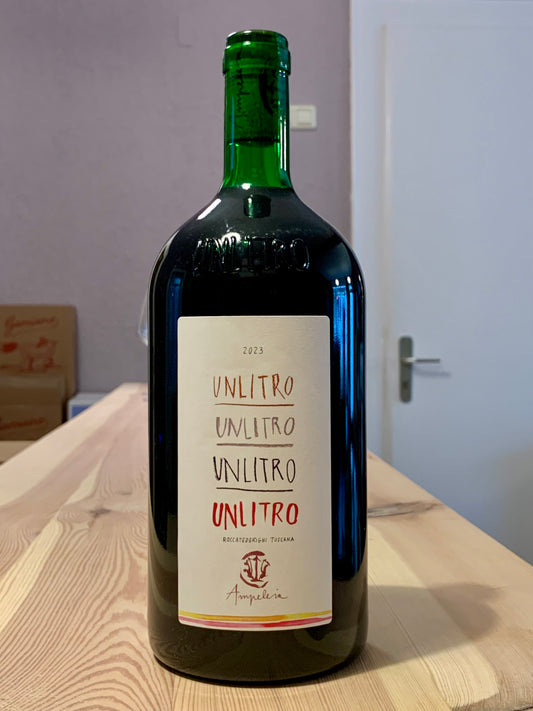 UNLITRO
2023
UNLITRO
UNLITRO
UNLITRO
UNLITRO
ROCCATEDERIGHI TOSCANA
Ampeleia